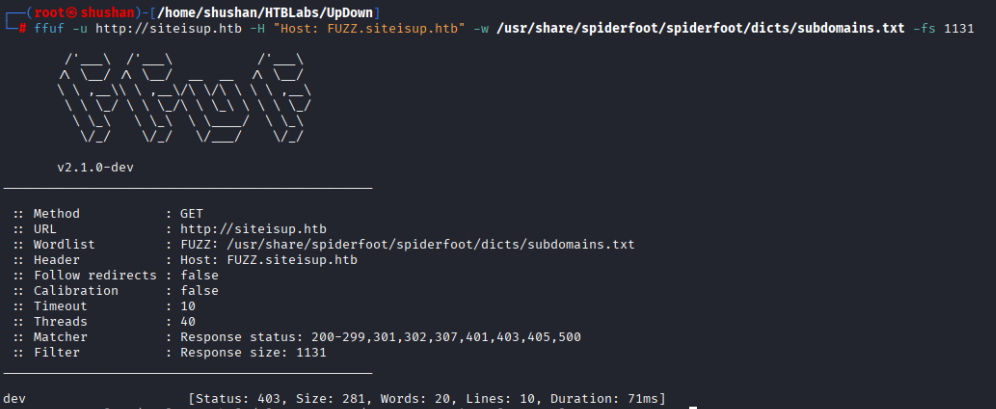 ┌──(root㉿shushan)-[/home/shushan/HTBLabs/UpDown]
└─# ffuf -u http://siteisup.htb -H "Host: FUZZ.siteisup.htb" -w /usr/share/spiderfoot/spiderfoot/dicts/subdomains.txt -fs 1131
v2.1.0-dev
:: Method : GET
:: URL : http://siteisup.htb
:: Wordlist : FUZZ: /usr/share/spiderfoot/spiderfoot/dicts/subdomains.txt
:: Header : Host: FUZZ.siteisup.htb
:: Follow redirects : false
:: Calibration : false
:: Timeout : 10
:: Threads : 40
:: Matcher : Response status: 200-299,301,302,307,401,403,405,500
:: Filter : Response size: 1131
dev [Status: 403, Size: 281, Words: 20, Lines: 10, Duration: 71ms]